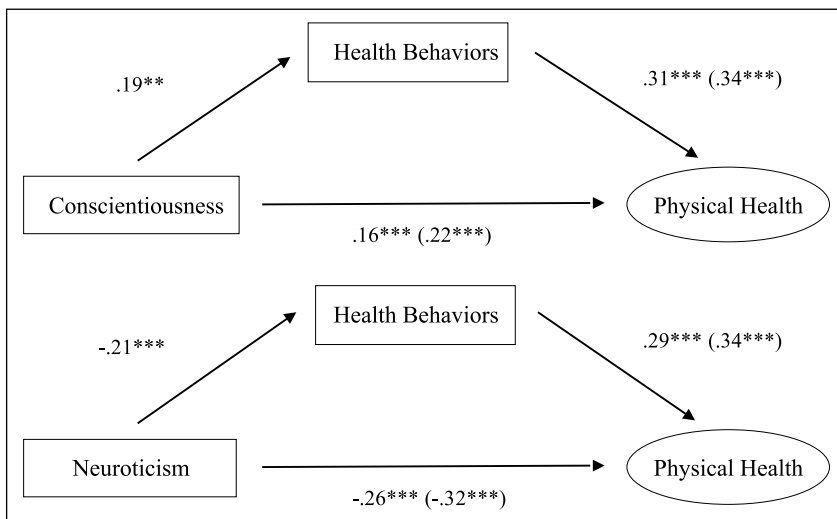 Health Behaviors
.19**
.31*** (.34***)
Conscientiousness
Physical Health
.16*** (.22***)
Health Behaviors
-.21***
.29*** (.34***)
Neuroticism
Physical Health
-.26*** (-.32***)